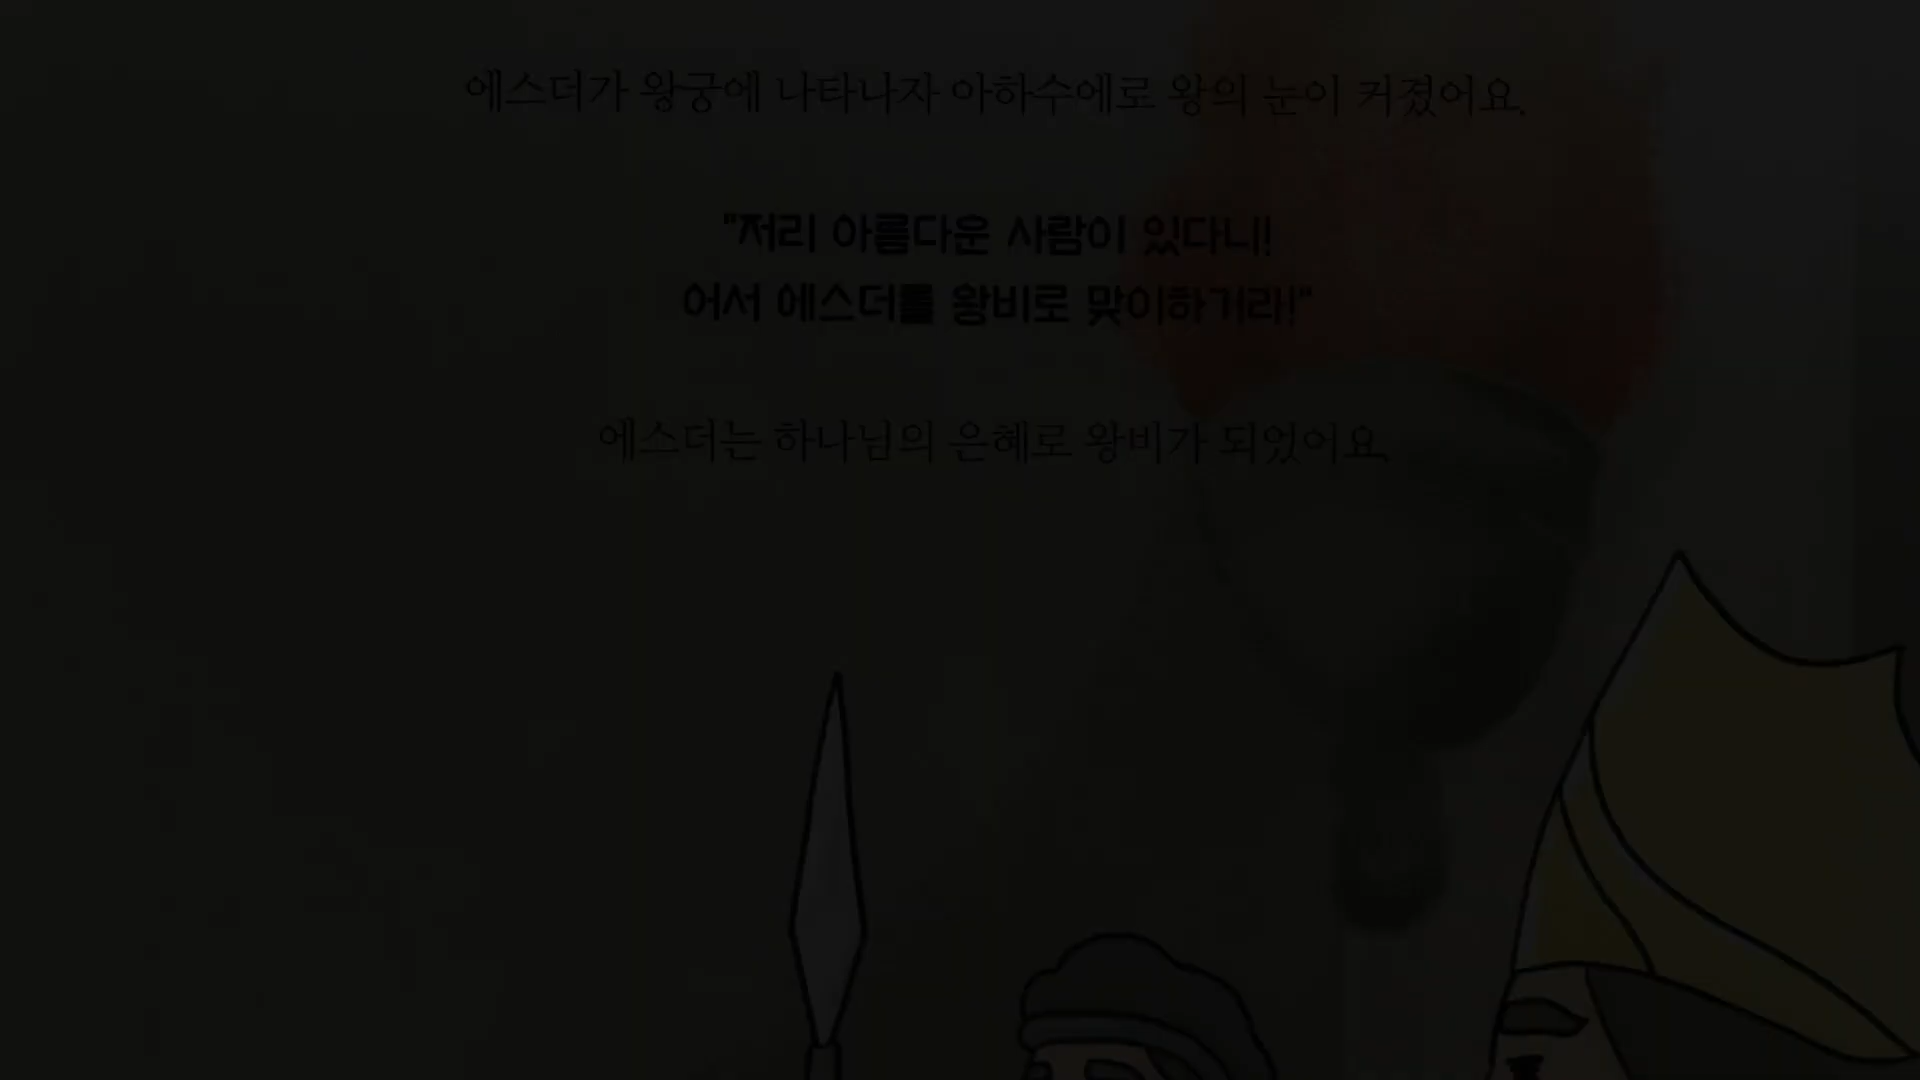 에스더가 왕궁에 나타나자 아하수에로 왕의 눈이 커졌어요.
"저리 아름다운 사람이 있다니!
어서 에스더를 왕비로 맞이하기라!"
에스더는 하나님의 은혜로 왕비가 되었어요.